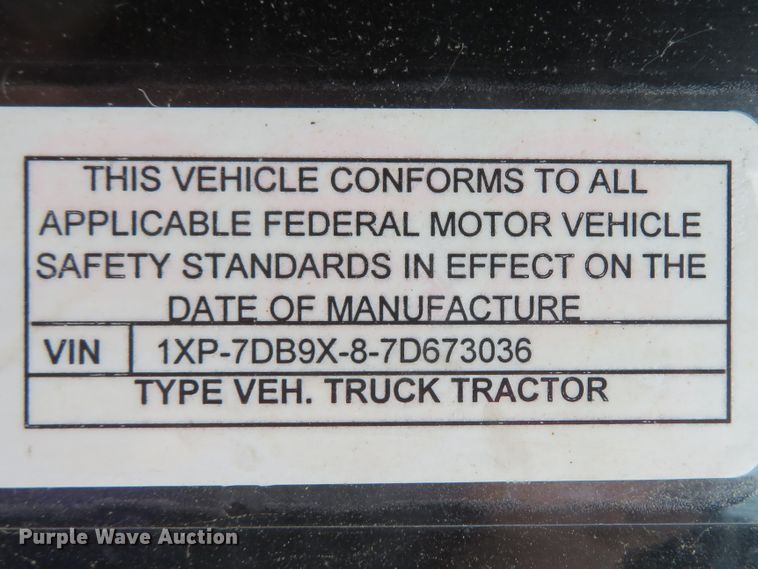 THIS VEHICLE CONFORMS TO ALL
APPLICABLE FEDERAL MOTOR VEHICLE
SAFETY STANDARDS IN EFFECT ON THE
DATE OF MANUFACTURE
VIN 1XP-7DB9X-8-7D673036
TYPE VEH. TRUCK TRACTOR
Purple Wave Auction